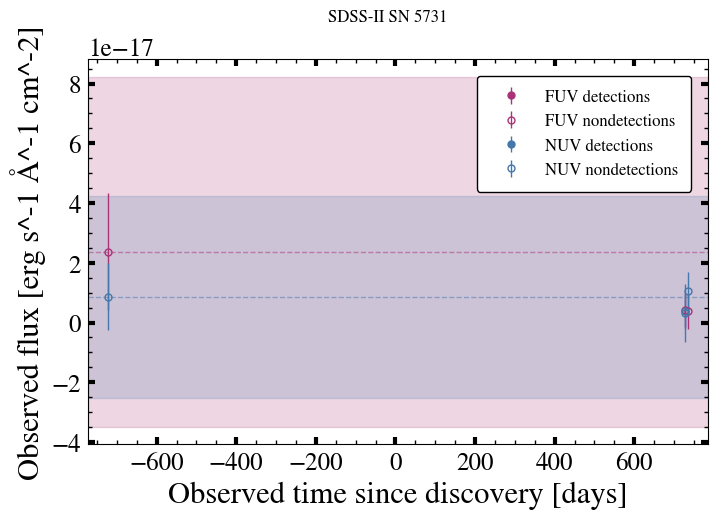 SDSS-II SN 5731
1e−17
8
6
4
2
0
−2
−4
−600
−400
−200
0
200
400
600
Observed time since discovery [days]
Observed flux [erg s^-1 Å^-1 cm^-2]
FUV detections
FUV nondetections
NUV detections
NUV nondetections